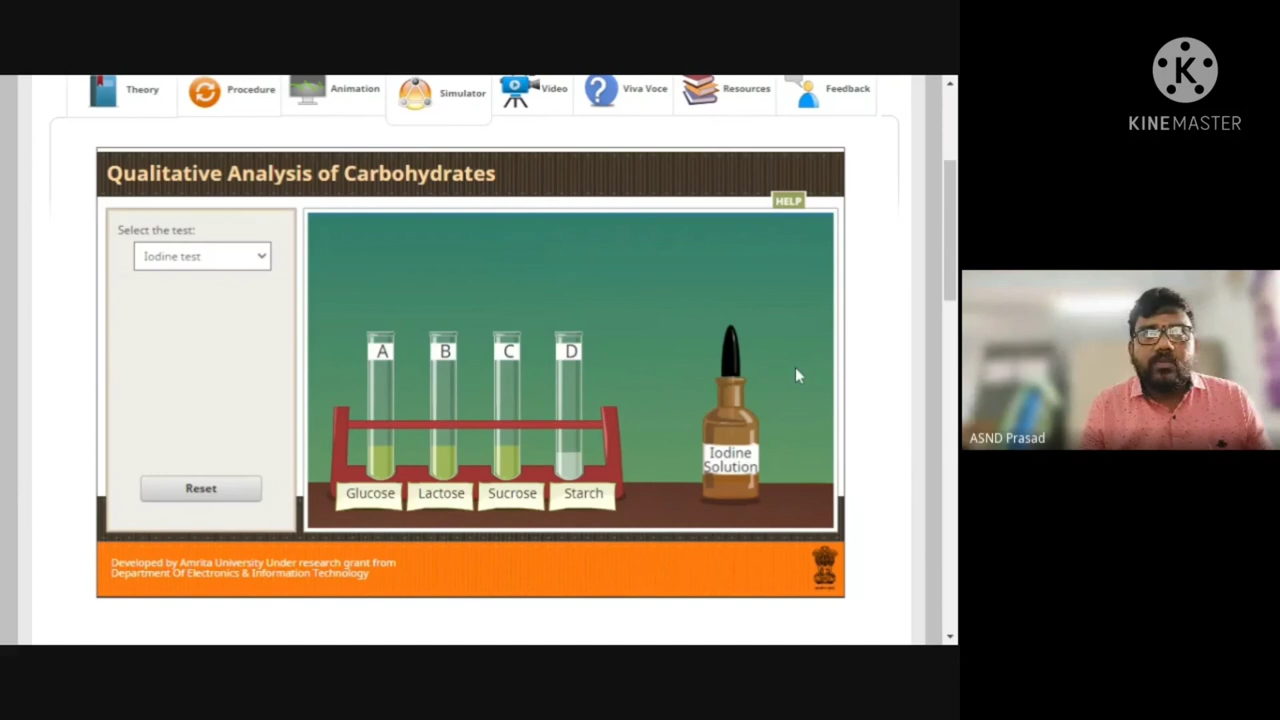 Theory
Procedure
Animation
Simulator
Video
Viva Voce
Resources
Feedback
KINEMASTER
Qualitative Analysis of Carbohydrates
HELP
Select the test:
Iodine test
A
B
C
D
Iodine
Solution
Glucose
Lactose
Sucrose
Starch
Reset
Developed by Amrita University Under research grant from
Department Of Electronics & Information Technology
ASND Prasad